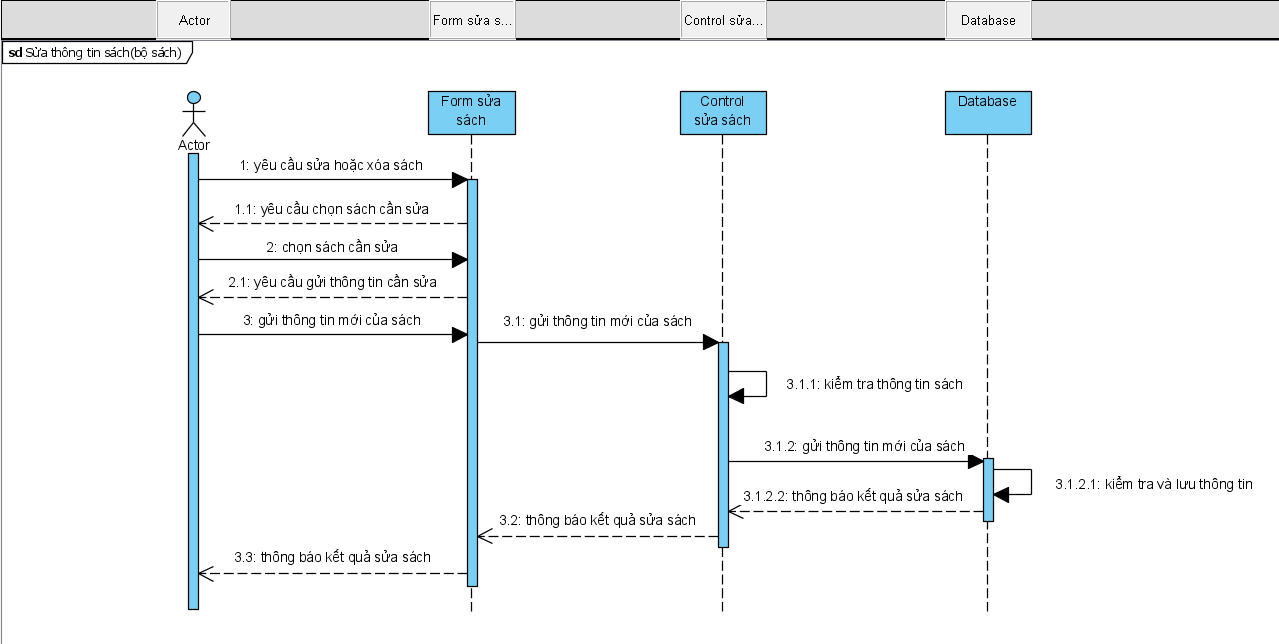 Actor
Form sửa s...
Control sửa...
Database
sd Sửa thông tin sách(bộ sách)
Actor
Form sửa
sách
Control
sửa sách
Database
1: yêu cầu sửa hoặc xóa sách
1.1: yêu cầu chọn sách cần sửa
2: chọn sách cần sửa
2.1: yêu cầu gửi thông tin cần sửa
3: gửi thông tin mới của sách
3.1: gửi thông tin mới của sách
3.1.1: kiểm tra thông tin sách
3.1.2: gửi thông tin mới của sách
3.1.2.1: kiểm tra và lưu thông tin
3.1.2.2: thông báo kết quả sửa sách
3.2: thông báo kết quả sửa sách
3.3: thông báo kết quả sửa sách